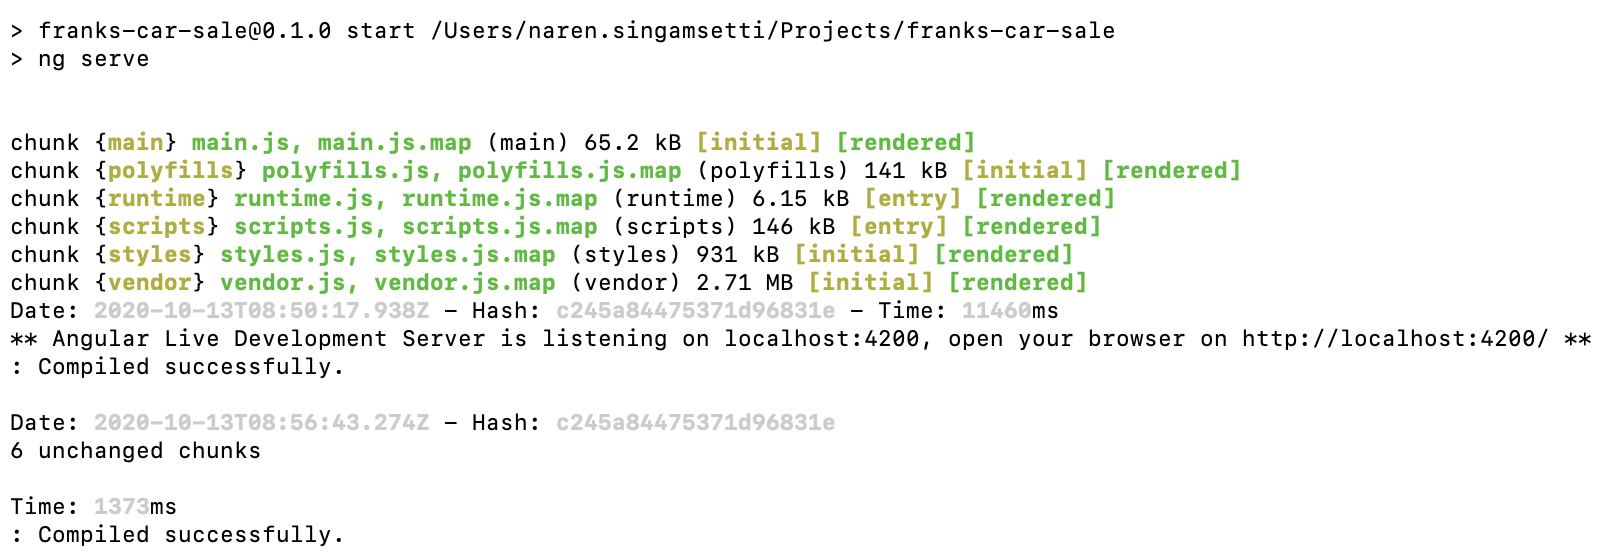 > franks-car-sale@0.1.0 start /Users/naren.singamsetti/Projects/franks-car-sale
> ng serve
chunk {main} main.js, main.js.map (main) 65.2 kB [initial] [rendered]
chunk {polyfills} polyfills.js, polyfills.js.map (polyfills) 141 kB [initial] [rendered]
chunk {runtime} runtime.js, runtime.js.map (runtime) 6.15 kB [entry] [rendered]
chunk {scripts} scripts.js, scripts.js.map (scripts) 146 kB [entry] [rendered]
chunk {styles} styles.js, styles.js.map (styles) 931 kB [initial] [rendered]
chunk {vendor} vendor.js, vendor.js.map (vendor) 2.71 MB [initial] [rendered]
Date: 2020-10-13T08:50:17.938Z - Hash: c245a84475371d96831e - Time: 11460ms
** Angular Live Development Server is listening on localhost:4200, open your browser on http://localhost:4200/ **
: Compiled successfully.
Date: 2020-10-13T08:56:43.274Z - Hash: c245a84475371d96831e
6 unchanged chunks
Time: 1373ms
: Compiled successfully.